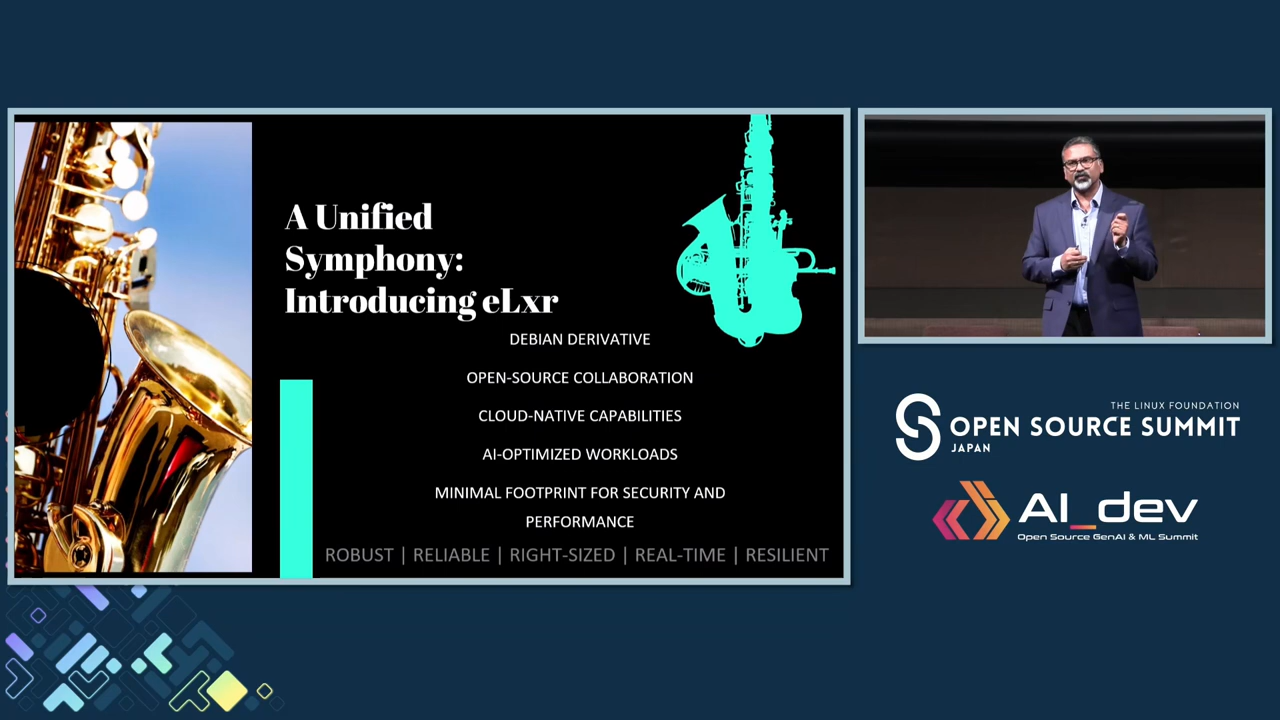 A Unified
Symphony:
Introducing eLxr
DEBIAN DERIVATIVE
OPEN-SOURCE COLLABORATION
CLOUD-NATIVE CAPABILITIES
AI-OPTIMIZED WORKLOADS
MINIMAL FOOTPRINT FOR SECURITY AND
PERFORMANCE
ROBUST | RELIABLE | RIGHT-SIZED | REAL-TIME | RESILIENT
THE LINUX FOUNDATION
OPEN SOURCE SUMMIT
JAPAN
AI_dev
Open Source GenAI & ML Summit